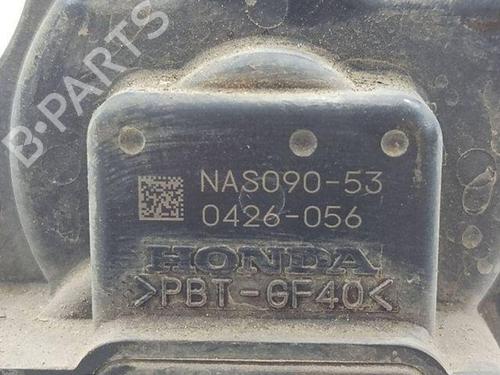 B-PARTS
NAS090-53
0426-056
HONDA
>PBT-GF40<